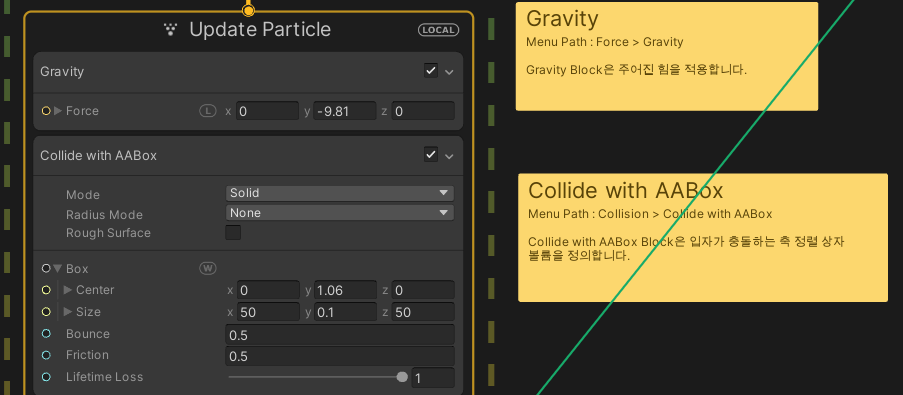 Update Particle LOCAL
Gravity
Force L x 0 y -9.81 z 0
Collide with AABox
Mode Solid
Radius Mode None
Rough Surface
Box W
Center x 0 y 1.06 z 0
Size x 50 y 0.1 z 50
Bounce 0.5
Friction 0.5
Lifetime Loss 1
Gravity
Menu Path : Force > Gravity
Gravity Block은 주어진 힘을 적용합니다.
Collide with AABox
Menu Path : Collision > Collide with AABox
Collide with AABox Block은 입자가 충돌하는 축 정렬 상자
볼륨을 정의합니다.